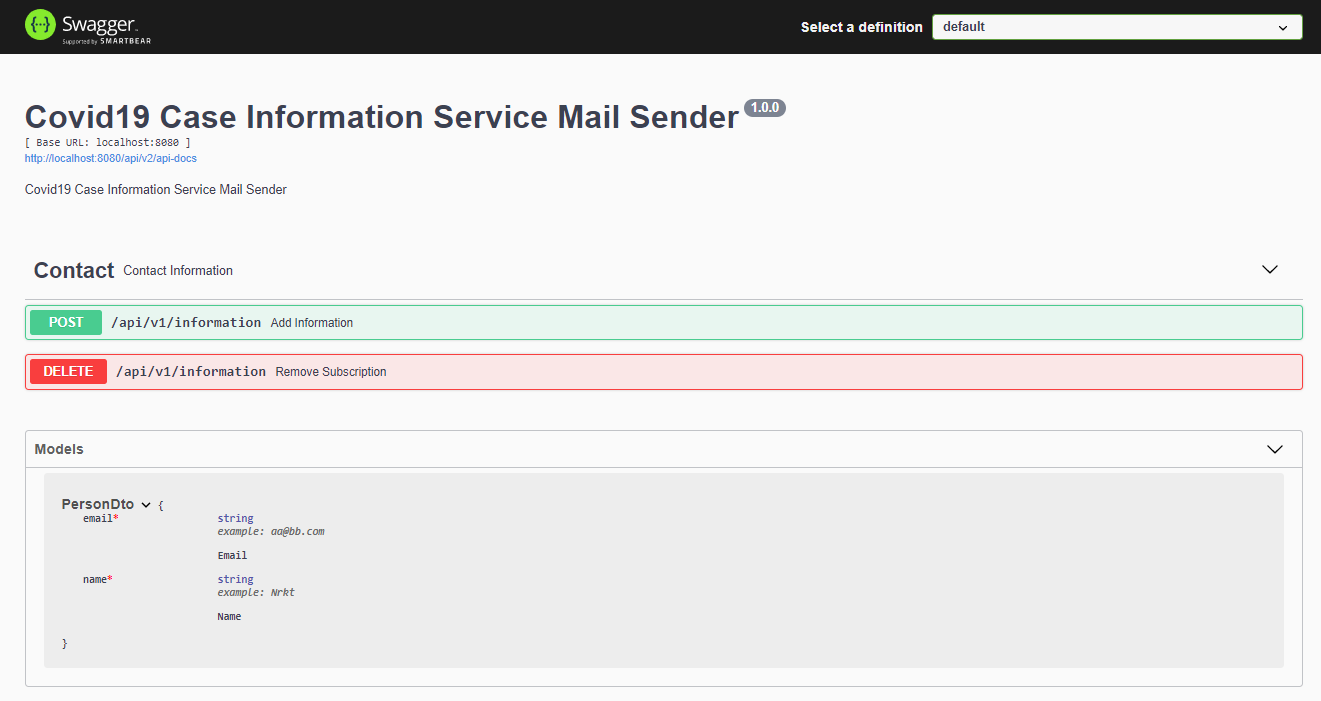 {···} Swagger™
Supported by SMARTBEAR
Select a definition
default
Covid19 Case Information Service Mail Sender 1.0.0
[ Base URL: localhost:8080 ]
http://localhost:8080/api/v2/api-docs
Covid19 Case Information Service Mail Sender
Contact Contact Information
POST /api/v1/information Add Information
DELETE /api/v1/information Remove Subscription
Models
PersonDto {
email* string
example: aa@bb.com
Email
name* string
example: Nrkt
Name
}